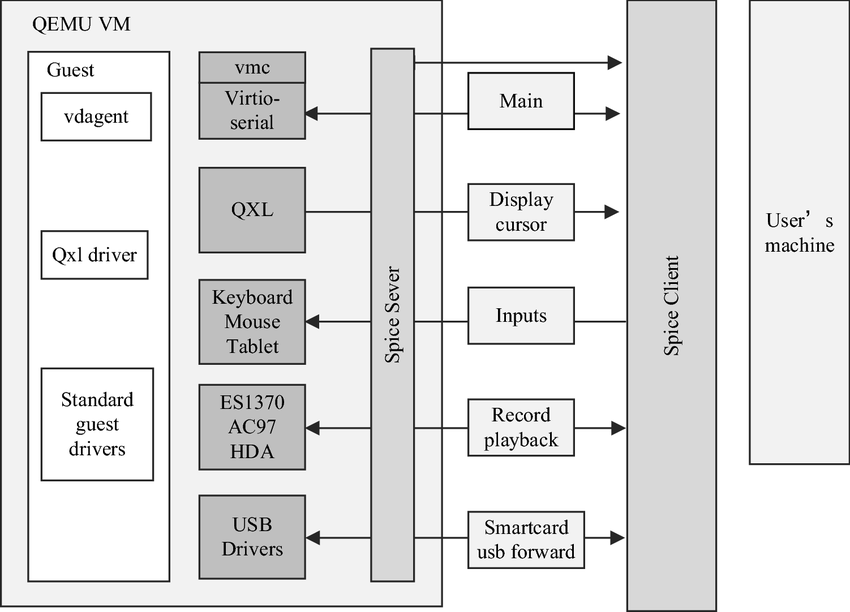 QEMU VM
Guest
vdagent
Qxl driver
Standard
guest
drivers
vmc
Virtio-
serial
QXL
Keyboard
Mouse
Tablet
ES1370
AC97
HDA
USB
Drivers
Spice Sever
Main
Display
cursor
Inputs
Record
playback
Smartcard
usb forward
Spice Client
User’s
machine